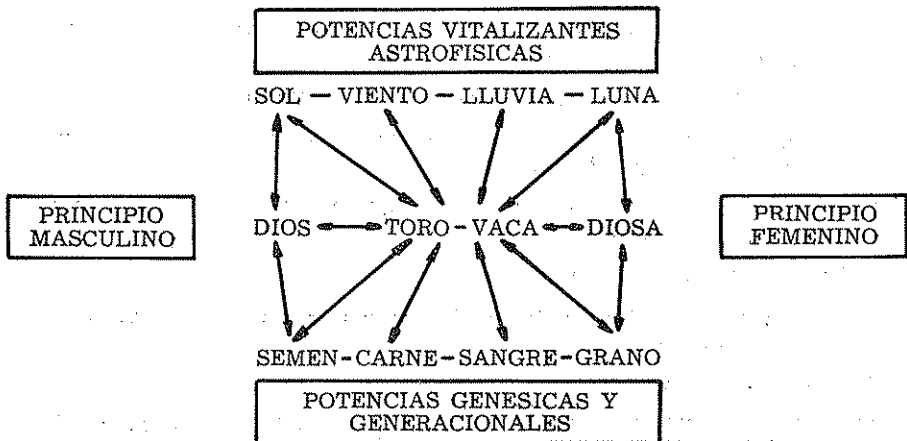 POTENCIAS VITALIZANTES
ASTROFISICAS
SOL — VIENTO — LLUVIA — LUNA
PRINCIPIO
MASCULINO
DIOS TORO - VACA DIOSA
PRINCIPIO
FEMENINO
SEMEN - CARNE - SANGRE - GRANO
POTENCIAS GENESICAS Y
GENERACIONALES